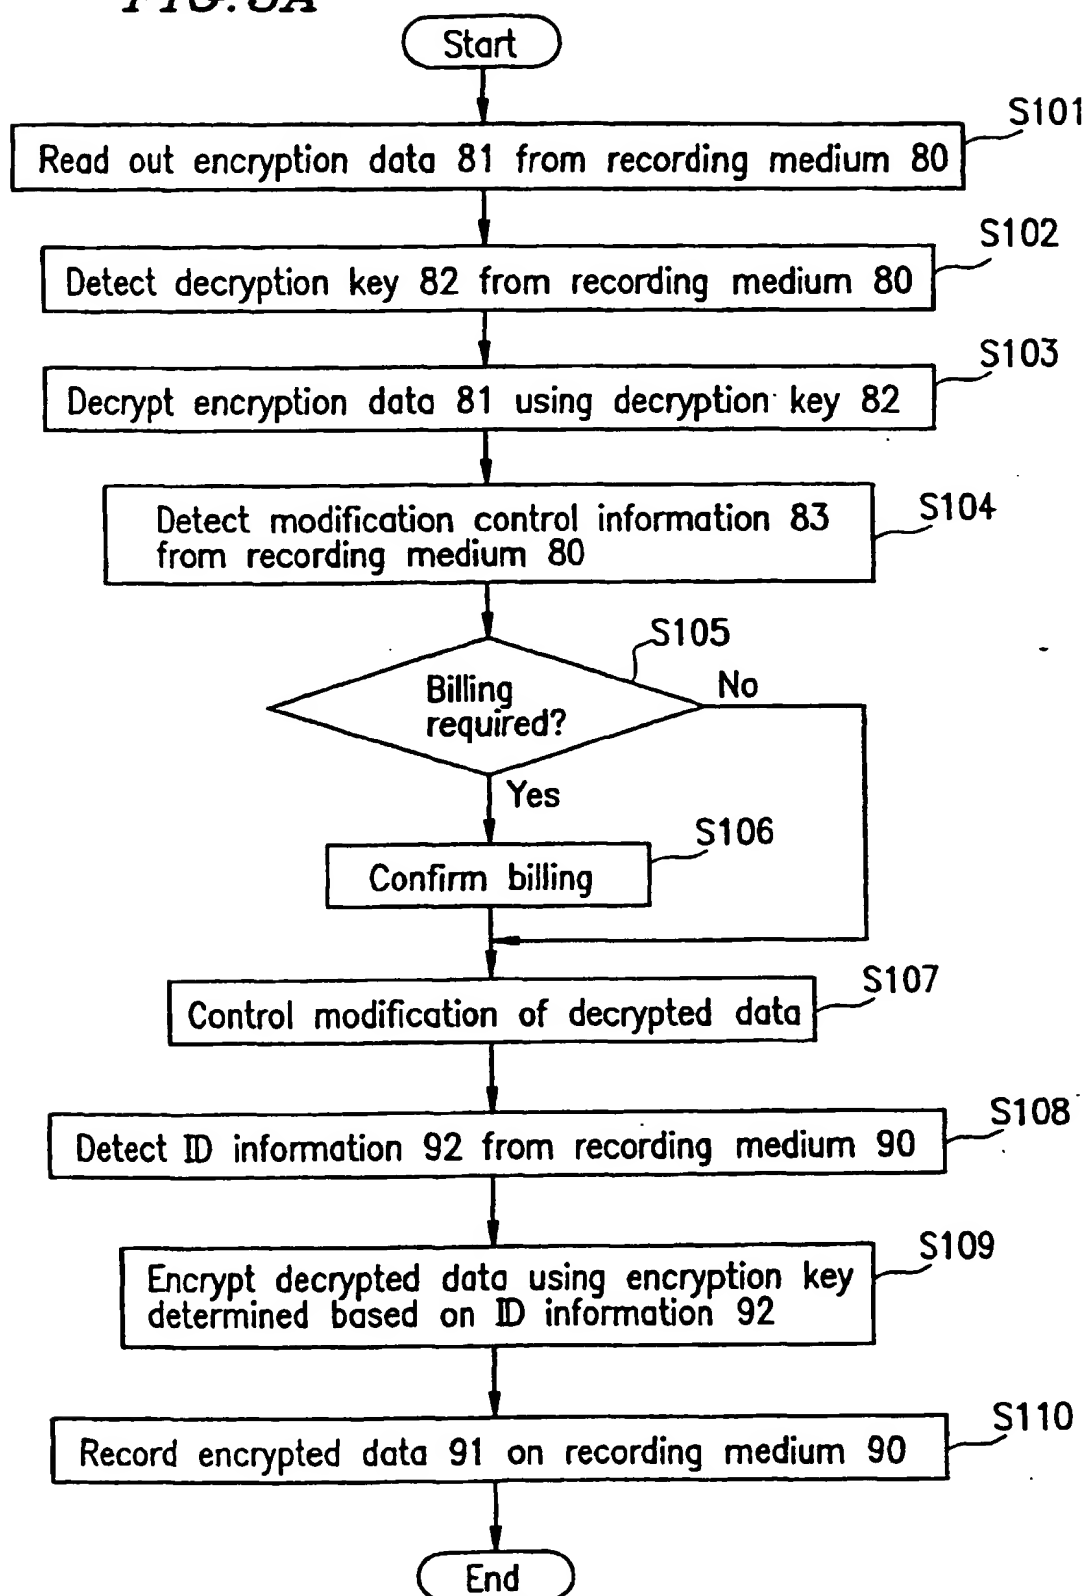 FIG. 3A
Start
S101
Read out encryption data 81 from recording medium 80
S102
Detect decryption key 82 from recording medium 80
S103
Decrypt encryption data 81 using decryption key 82
S104
Detect modification control information 83
from recording medium 80
S105
Billing
required?
No
Yes
S106
Confirm billing
S107
Control modification of decrypted data
S108
Detect ID information 92 from recording medium 90
S109
Encrypt decrypted data using encryption key
determined based on ID information 92
S110
Record encrypted data 91 on recording medium 90
End